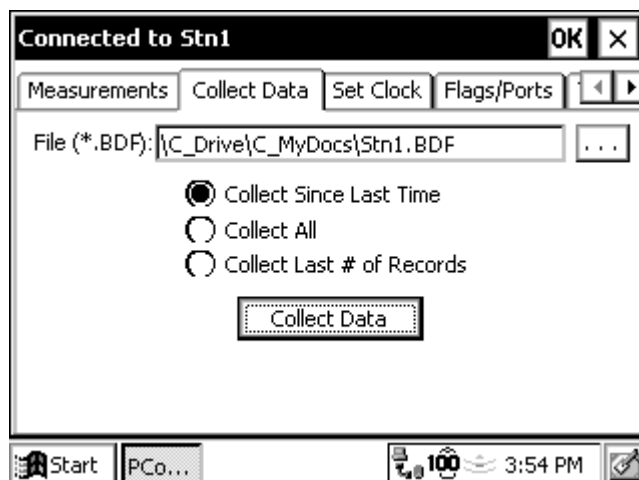 Connected to Stn1 OK ×
Measurements Collect Data Set Clock Flags/Ports
File (*.BDF): \C_Drive\C_MyDocs\Stn1.BDF ...
Collect Since Last Time
Collect All
Collect Last # of Records
Collect Data
Start PCo... 100 3:54 PM